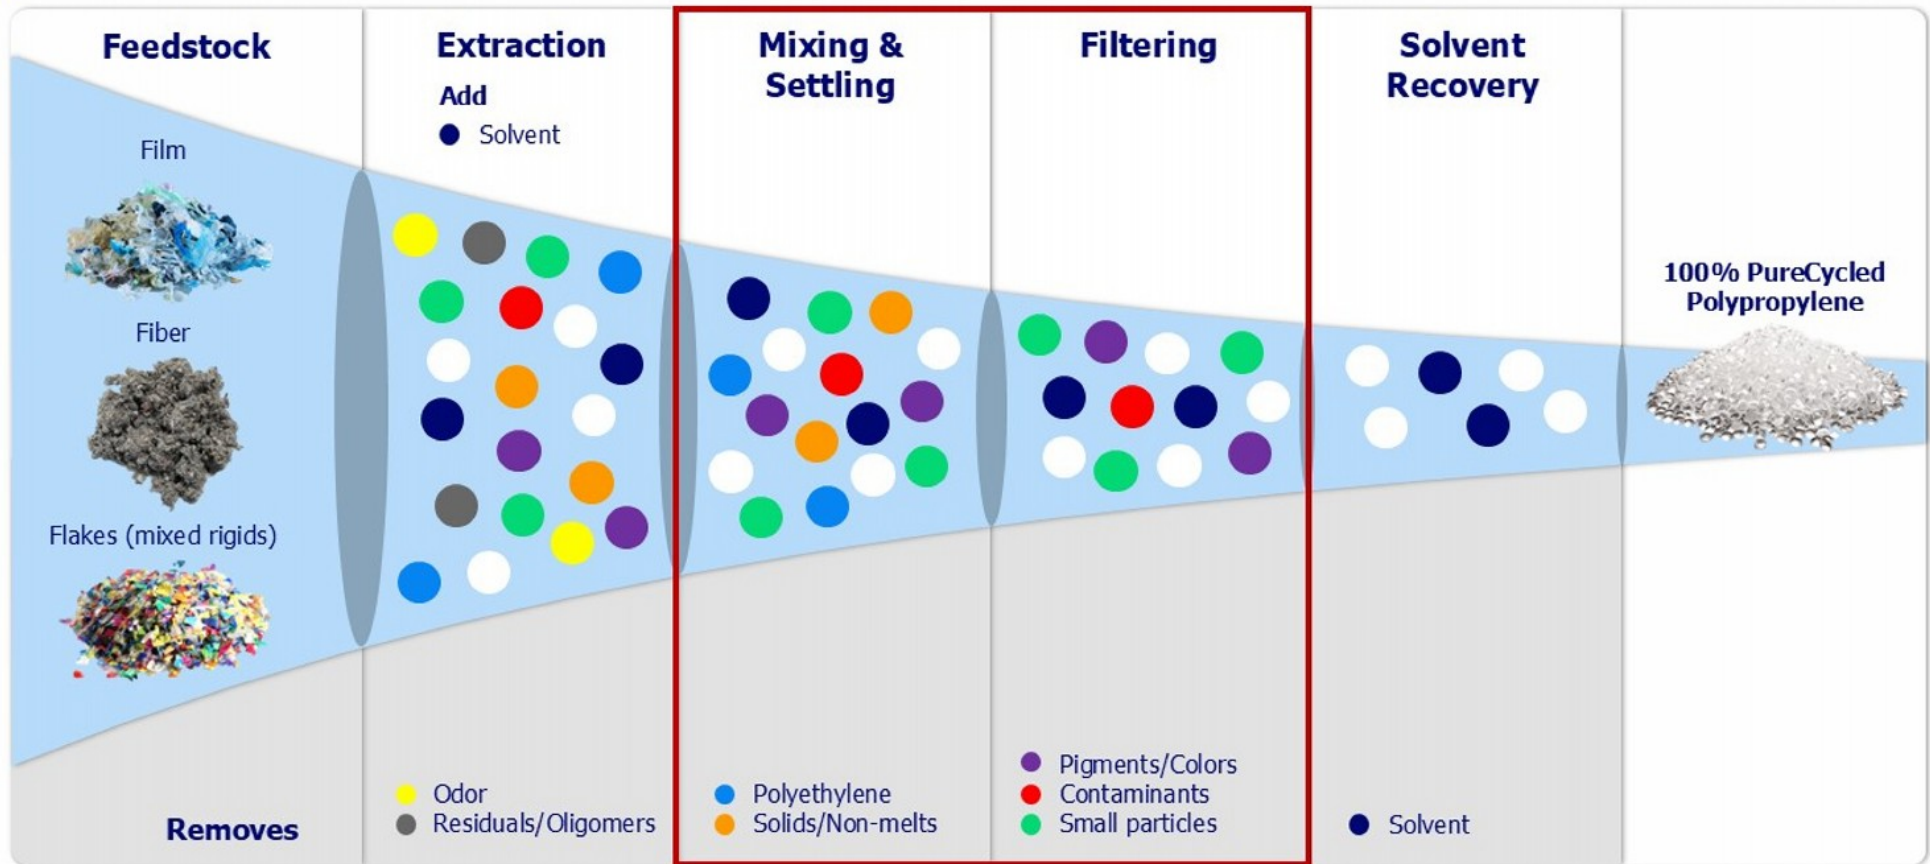 Feedstock
Film
Fiber
Flakes (mixed rigids)
Removes
Extraction
Add
Solvent
Odor
Residuals/Oligomers
Mixing &
Settling
Polyethylene
Solids/Non-melts
Filtering
Pigments/Colors
Contaminants
Small particles
Solvent
Recovery
Solvent
100% PureCycled
Polypropylene